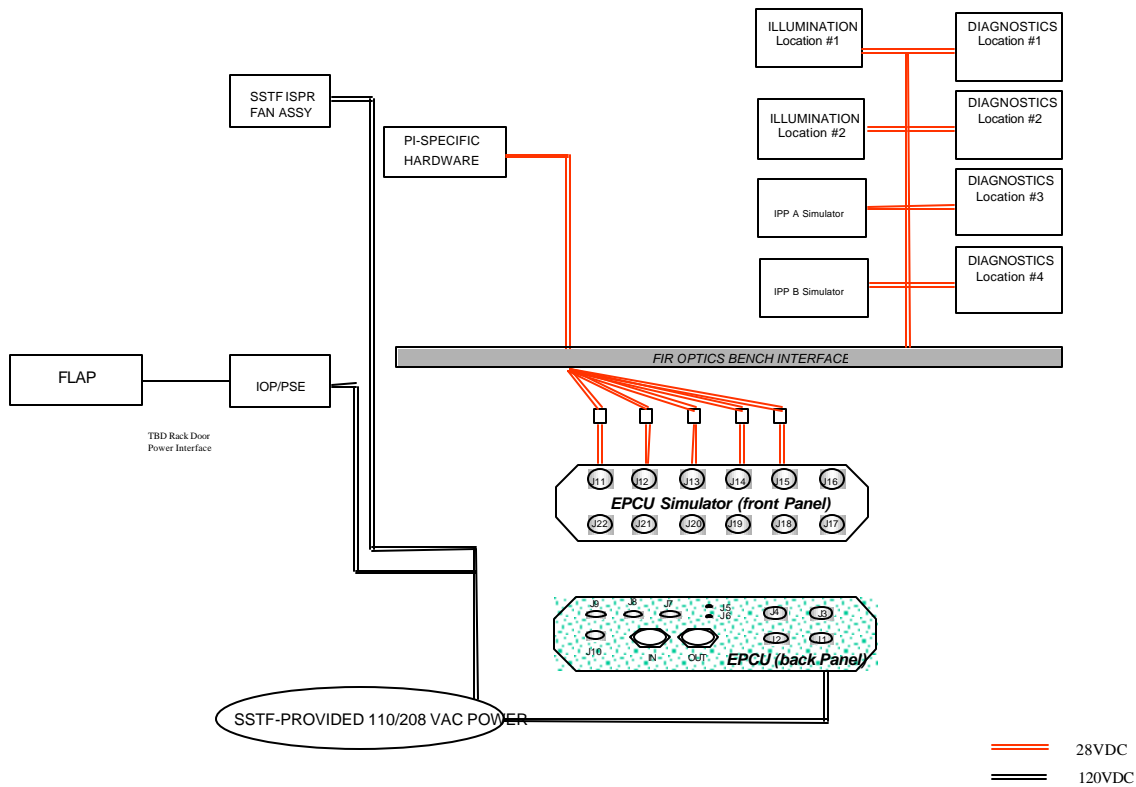 ILLUMINATION
Location #1
DIAGNOSTICS
Location #1
SSTF ISPR
FAN ASSY
ILLUMINATION
Location #2
DIAGNOSTICS
Location #2
PI-SPECIFIC
HARDWARE
IPP A Simulator
DIAGNOSTICS
Location #3
IPP B Simulator
DIAGNOSTICS
Location #4
FIR OPTICS BENCH INTERFACE
FLAP
IOP/PSE
TBD Rack Door
Power Interface
J11 J12 J13 J14 J15 J16
EPCU Simulator (front Panel)
J22 J21 J20 J19 J18 J17
J9 J8 J7 J5 J4 J3
J6
J10 IN OUT J2 J1
EPCU (back Panel)
SSTF-PROVIDED 110/208 VAC POWER
28VDC
120VDC